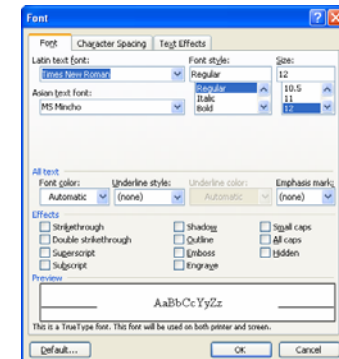 Font
Font Character Spacing Text Effects
Latin text font: Font style: Size:
Times New Roman Regular 12
Asian text font: Regular 10.5
MS Mincho Italic 11
Bold 12
All text
Font color: Underline style: Underline color: Emphasis mark:
Automatic (none) Automatic (none)
Effects
Strikethrough Shadow Small caps
Double strikethrough Outline All caps
Superscript Emboss Hidden
Subscript Engrave
Preview
AaBbCcYyZz
This is a TrueType font. This font will be used on both printer and screen.
Default... OK Cancel